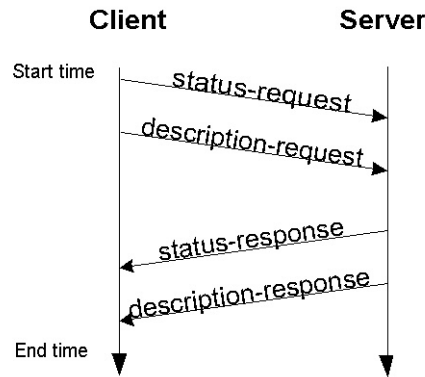 Client
Server
Start time
status-request
description-request
status-response
description-response
End time